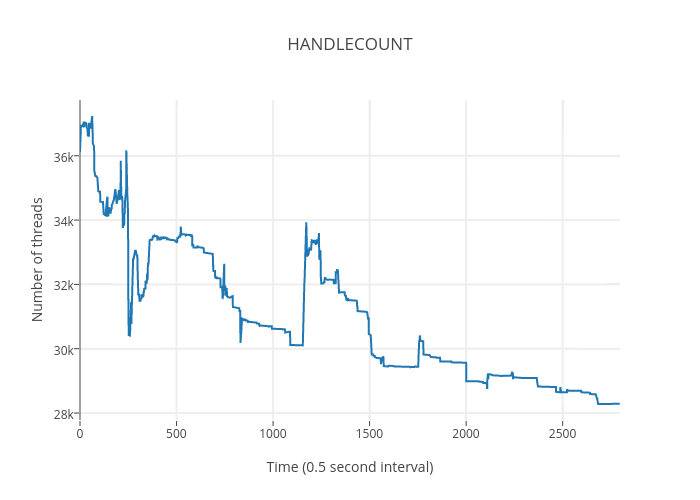 HANDLECOUNT
Number of threads
36k
34k
32k
30k
28k
0 500 1000 1500 2000 2500
Time (0.5 second interval)